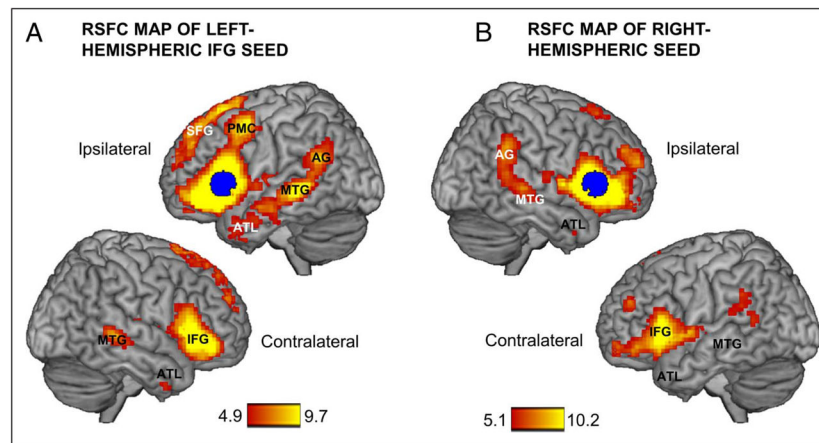 A
RSFC MAP OF LEFT-
HEMISPHERIC IFG SEED
Ipsilateral
SFG
PMC
AG
MTG
ATL
MTG
IFG
ATL
Contralateral
4.9
9.7
B
RSFC MAP OF RIGHT-
HEMISPHERIC SEED
AG
MTG
ATL
Ipsilateral
Contralateral
IFG
MTG
ATL
5.1
10.2